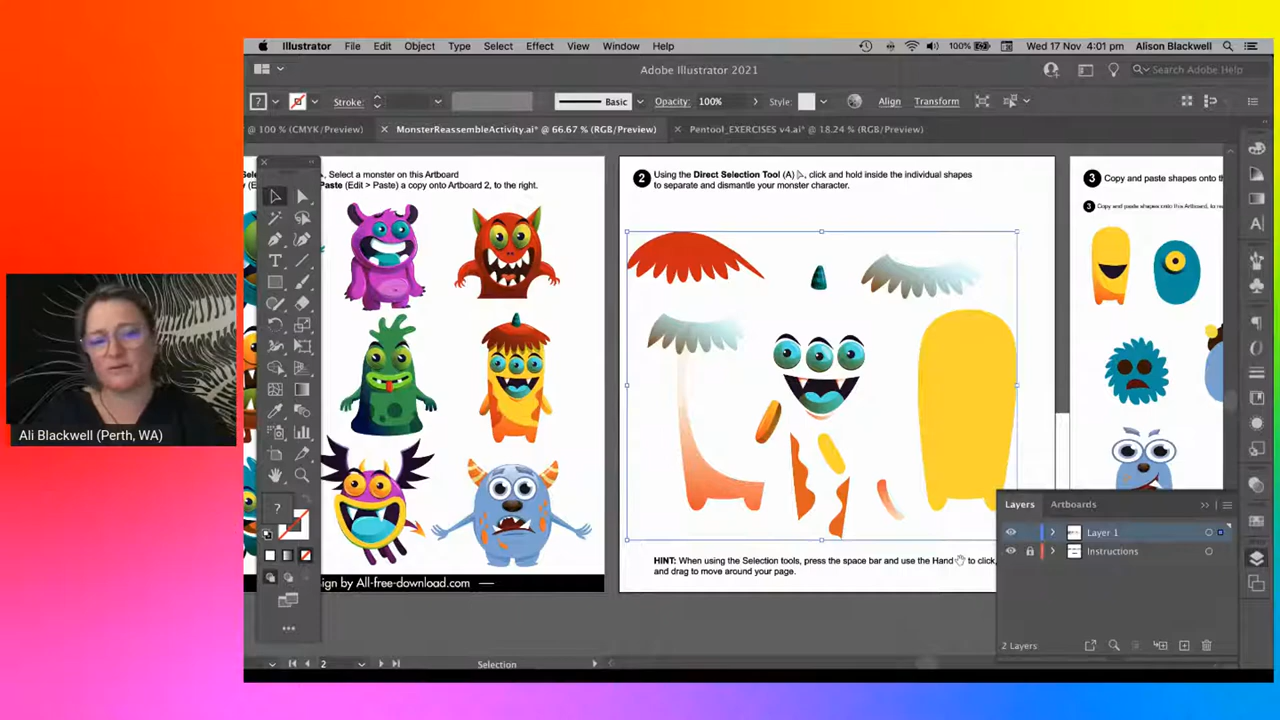 Illustrator File Edit Object Type Select Effect View Window Help
100% Wed 17 Nov 4:01 pm Alison Blackwell
Adobe Illustrator 2021
Search Adobe Help
? Stroke: Basic Opacity: 100% Style: Align Transform
@ 100 % (CMYK/Preview) × MonsterReassembleActivity.ai* @ 66.67 % (RGB/Preview) × Pentool_EXERCISES v4.ai* @ 18.24 % (RGB/Preview)
, Select a monster on this Artboard
Paste (Edit > Paste) a copy onto Artboard 2, to the right.
2 Using the Direct Selection Tool (A) , click and hold inside the individual shapes
to separate and dismantle your monster character.
3 Copy and paste shapes onto
3 Copy and paste shapes onto this Artboard, to
Ali Blackwell (Perth, WA)
?
Layers Artboards
Layer 1
Instructions
2 Layers
HINT: When using the Selection tools, press the space bar and use the Hand to click,
and drag to move around your page.
sign by All-free-download.com
2 Selection